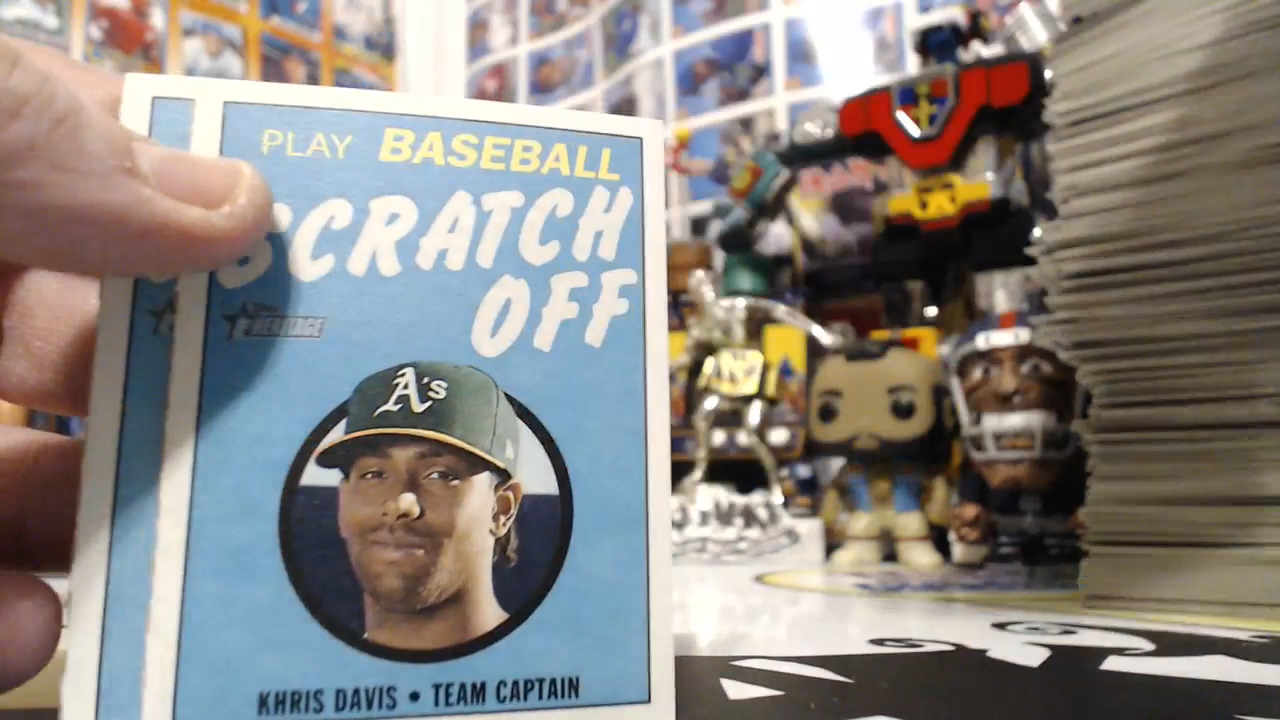 PLAY BASEBALL
SCRATCH
OFF
HERITAGE
A's
KHRIS DAVIS • TEAM CAPTAIN